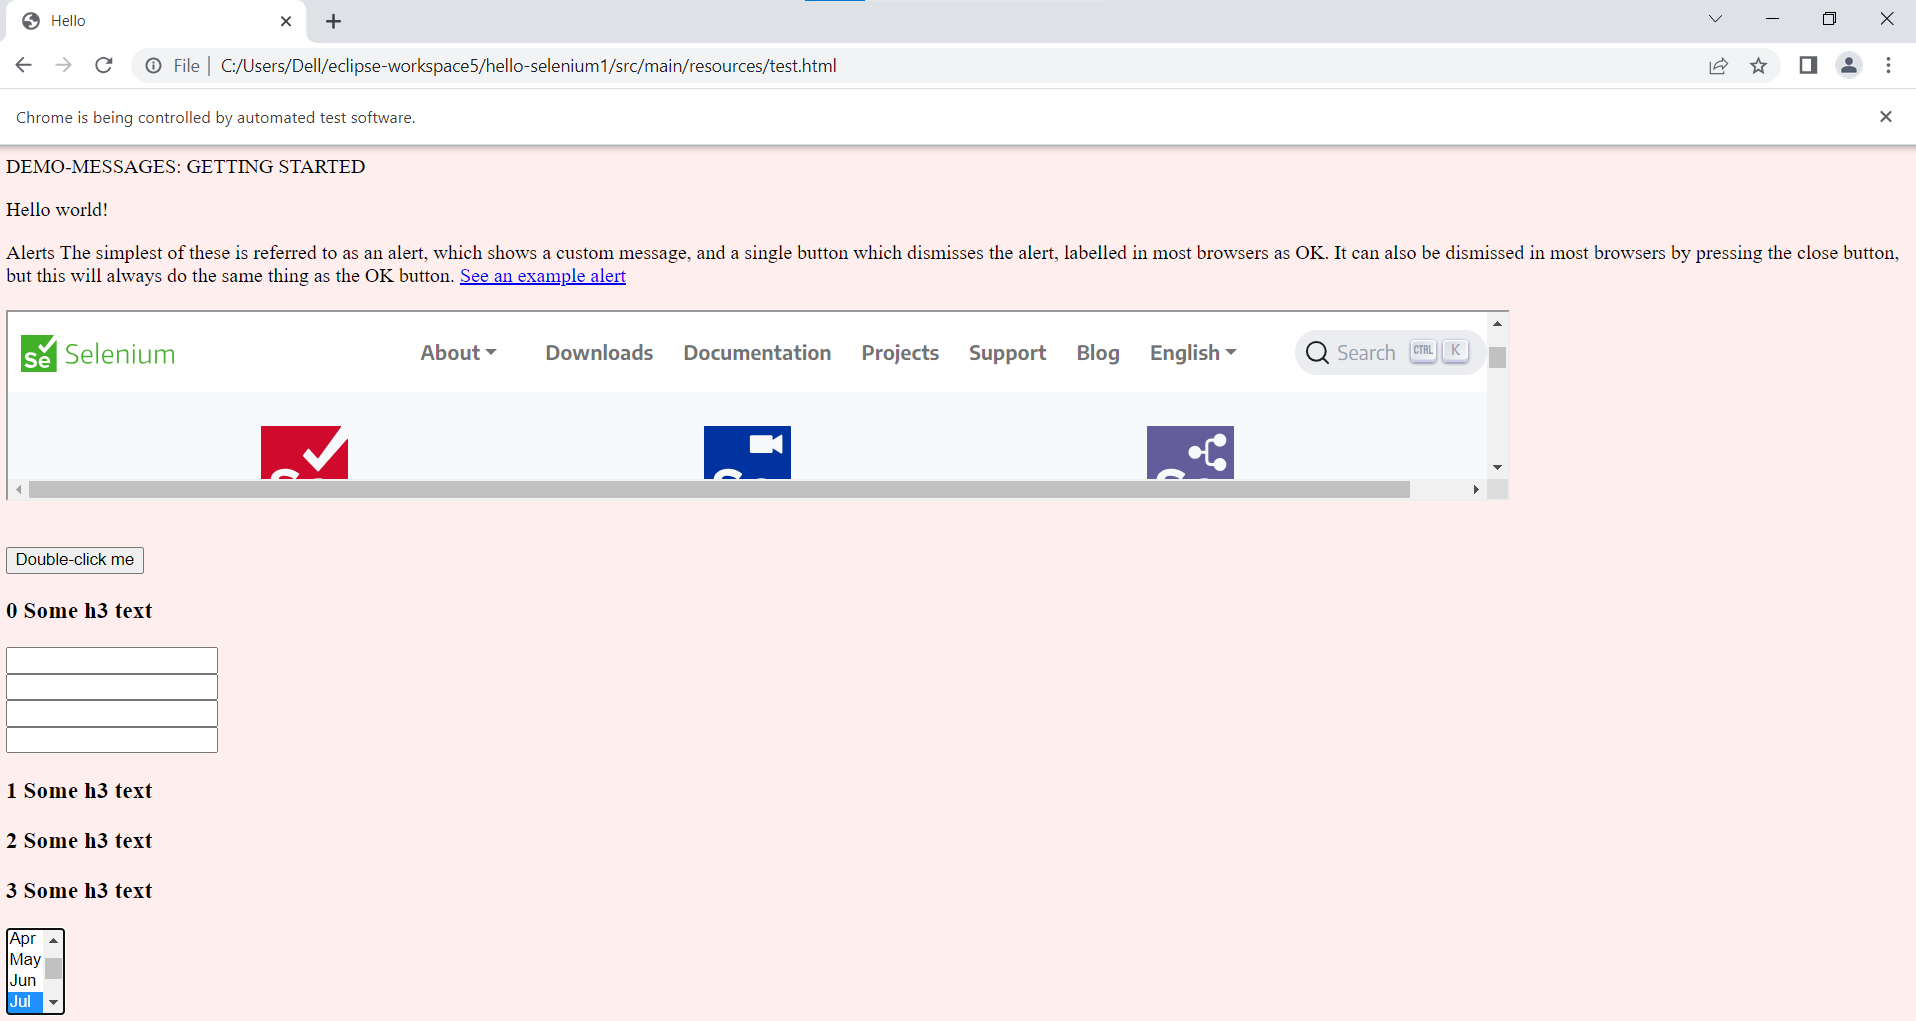 Hello
File | C:/Users/Dell/eclipse-workspace5/hello-selenium1/src/main/resources/test.html
Chrome is being controlled by automated test software.
DEMO-MESSAGES: GETTING STARTED
Hello world!
Alerts The simplest of these is referred to as an alert, which shows a custom message, and a single button which dismisses the alert, labelled in most browsers as OK. It can also be dismissed in most browsers by pressing the close button,
but this will always do the same thing as the OK button. See an example alert
Se Selenium About Downloads Documentation Projects Support Blog English Search CTRL K
Double-click me
0 Some h3 text
1 Some h3 text
2 Some h3 text
3 Some h3 text
Apr
May
Jun
Jul